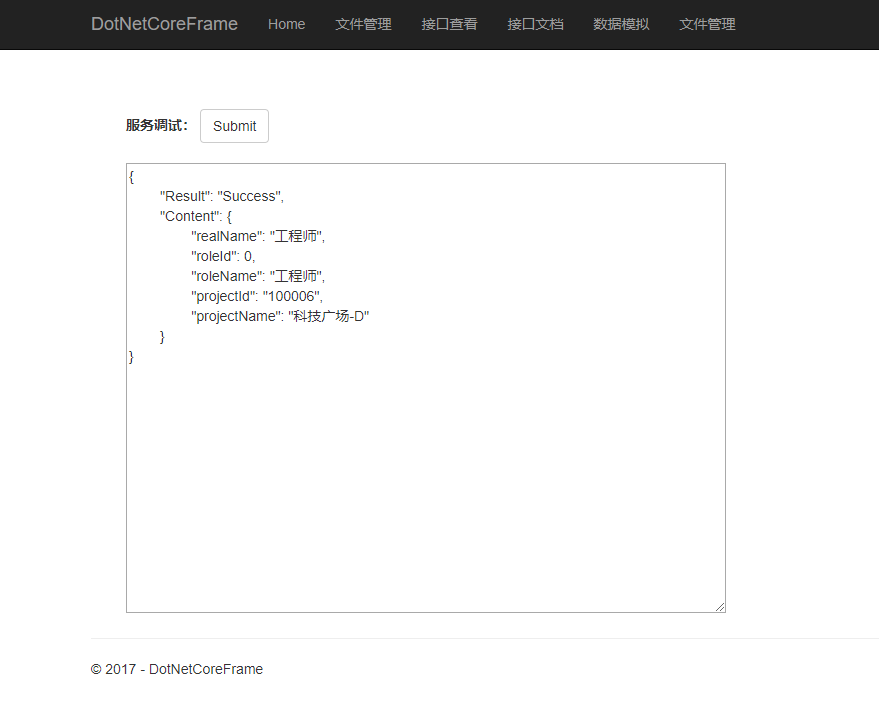 DotNetCoreFrame Home 文件管理 接口查看 接口文档 数据模拟 文件管理
服务调试： Submit
{
"Result": "Success",
"Content": {
"realName": "工程师",
"roleId": 0,
"roleName": "工程师",
"projectId": "100006",
"projectName": "科技广场-D"
}
}
© 2017 - DotNetCoreFrame